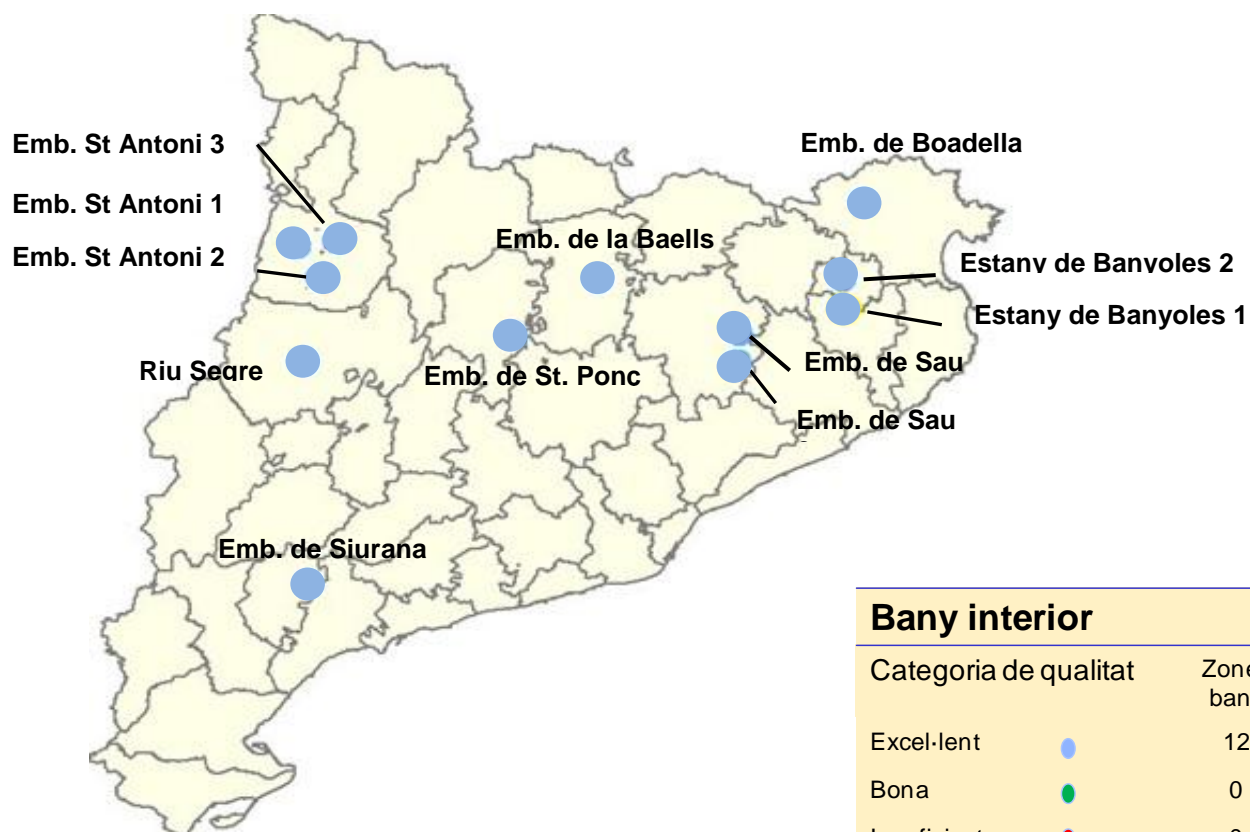 Emb. St Antoni 3
Emb. de Boadella
Emb. St Antoni 1
Emb. de la Baells
Emb. St Antoni 2
Estany de Banyoles 2
Estany de Banyoles 1
Emb. de Sau
Riu Segre
Emb. de St. Ponç
Emb. de Sau
Emb. de Siurana
Bany interior
Categoria de qualitat
Excel·lent 12
Bona 0